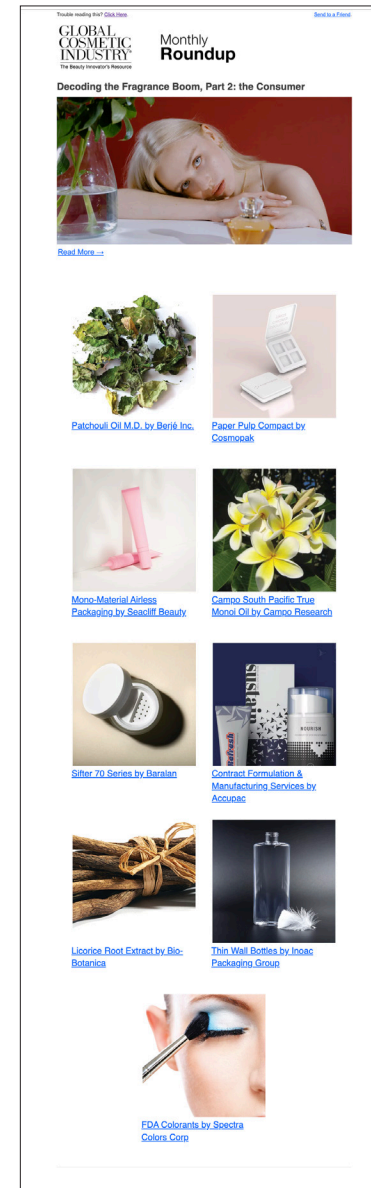 Trouble reading this? Click Here.
Send to a Friend.
GLOBAL
COSMETIC
INDUSTRY
The Beauty Innovator's Resource
Monthly
Roundup
Decoding the Fragrance Boom, Part 2: the Consumer
Read More →
Patchouli Oil M.D. by Berjé Inc.
Paper Pulp Compact by
Cosmopak
Mono-Material Airless
Packaging by Seacliff Beauty
Campo South Pacific True
Monoi Oil by Campo Research
sustain
Refresh
NOURISH
Sifter 70 Series by Baralan
Contract Formulation &
Manufacturing Services by
Accupac
Licorice Root Extract by Bio-
Botanica
Thin Wall Bottles by Inoac
Packaging Group
FDA Colorants by Spectra
Colors Corp